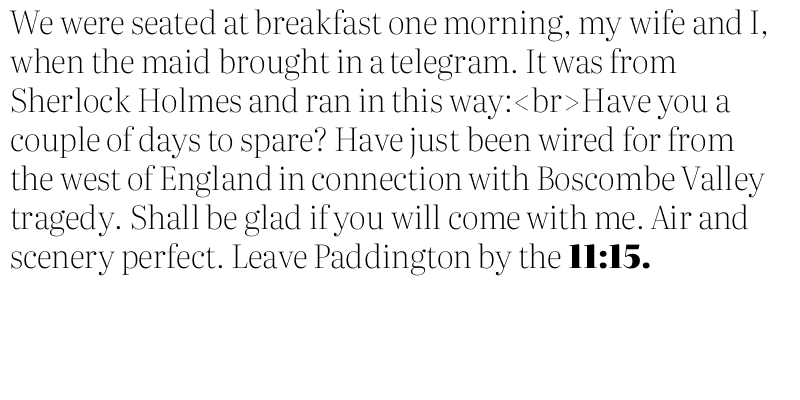 We were seated at breakfast one morning, my wife and I,
when the maid brought in a telegram. It was from
Sherlock Holmes and ran in this way:<br>Have you a
couple of days to spare? Have just been wired for from
the west of England in connection with Boscombe Valley
tragedy. Shall be glad if you will come with me. Air and
scenery perfect. Leave Paddington by the 11:15.